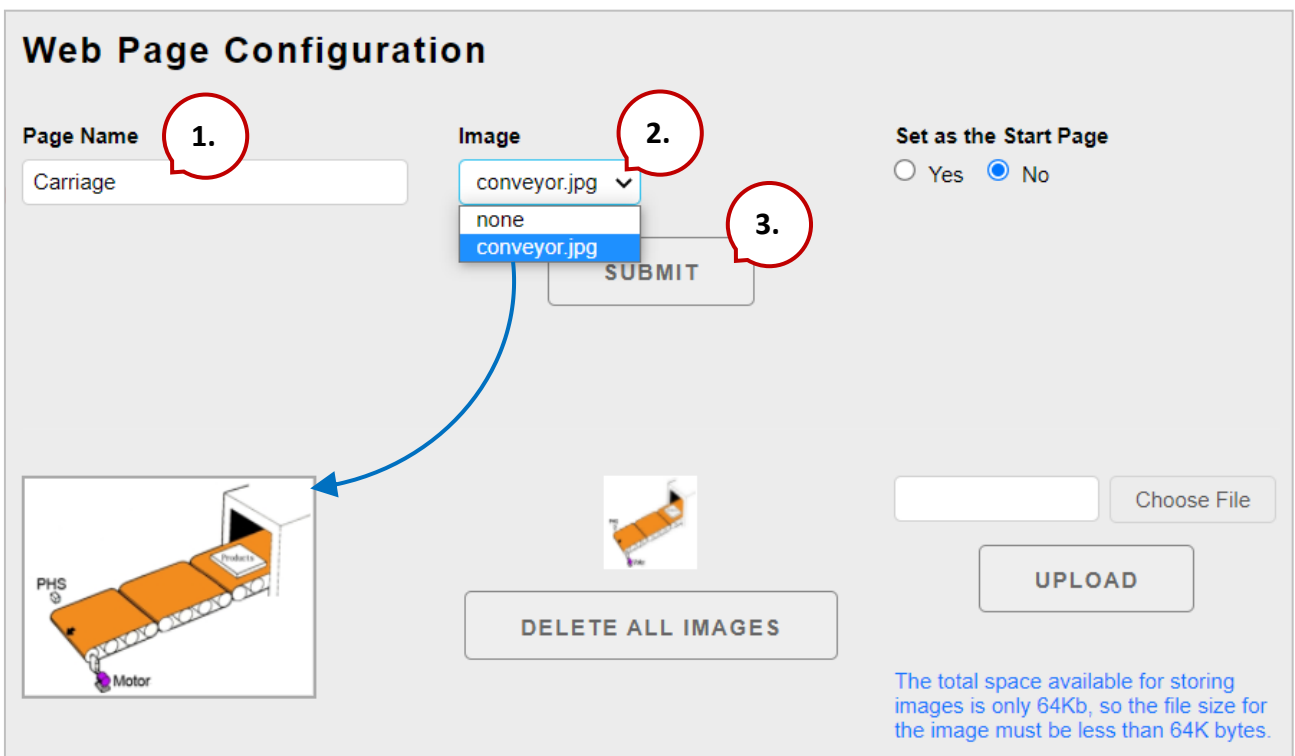 Web Page Configuration
Page Name
1.
Image
2.
Set as the Start Page
Carriage
conveyor.jpg
Yes
No
none
conveyor.jpg
3.
SUBMIT
Products
PHS
Motor
PHS
DELETE ALL IMAGES
Choose File
UPLOAD
The total space available for storing
images is only 64Kb, so the file size for
the image must be less than 64K bytes.